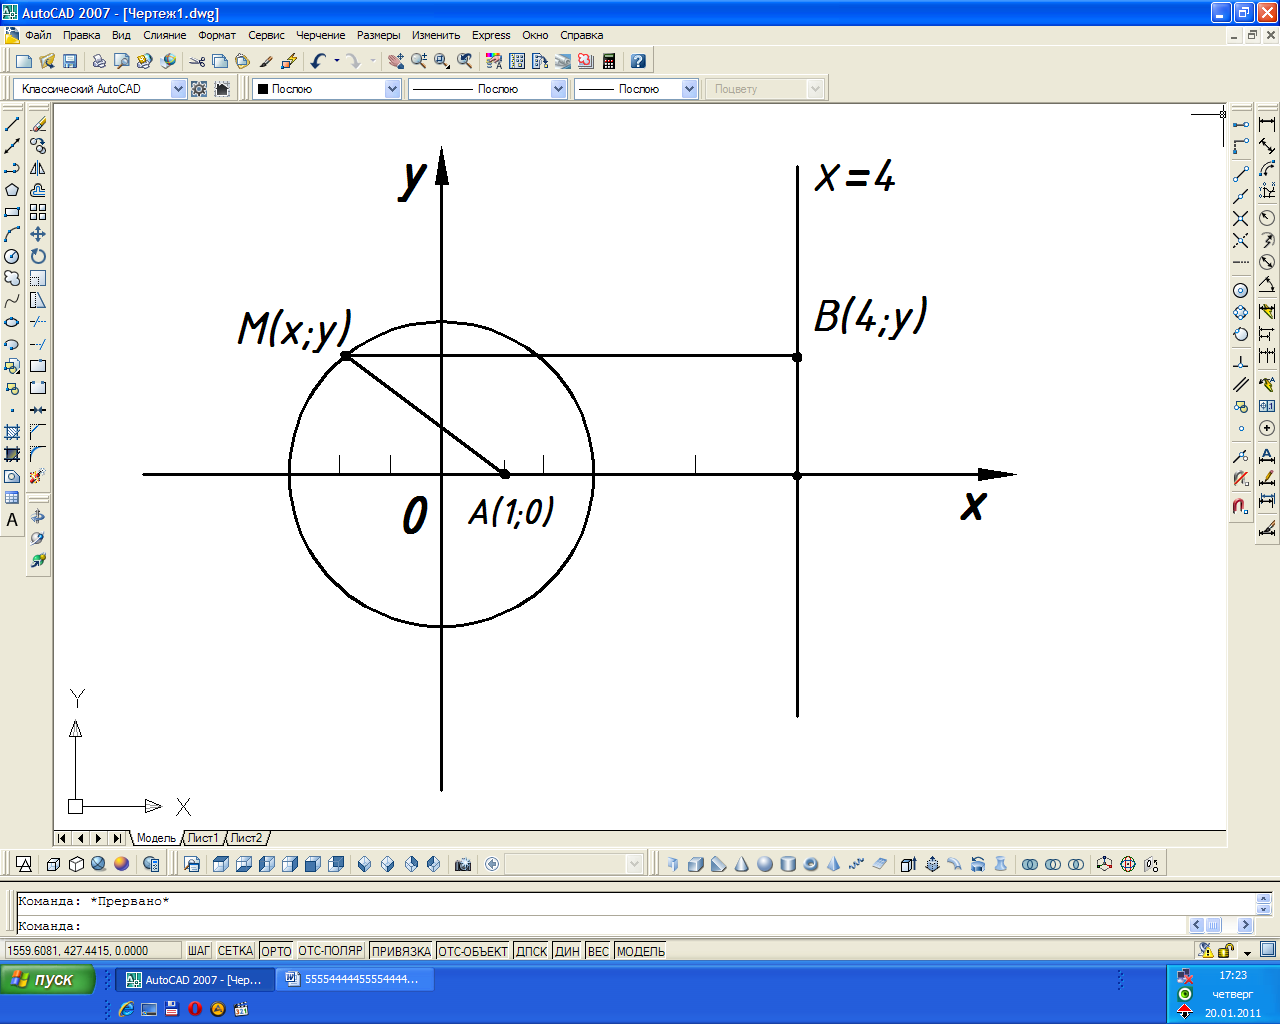 AutoCAD 2007 - [Чертеж1.dwg]
Файл Правка Вид Слияние Формат Сервис Черчение Размеры Изменить Express Окно Справка
Классический AutoCAD Послою Послою Послою Поцвету
y
x=4
M(x;y)
B(4;y)
0
A(1;0)
x
Y
X
Модель Лист1 Лист2
Команда: *Прервано*
Команда:
1559.6081, 427.4415, 0.0000 ШАГ СЕТКА ОРТО ОТС-ПОЛЯР ПРИВЯЗКА ОТС-ОБЪЕКТ ДПСК ДИН ВЕС МОДЕЛЬ
пуск AutoCAD 2007 - [Чер... 55554444455554444...
17:23
четверг
20.01.2011